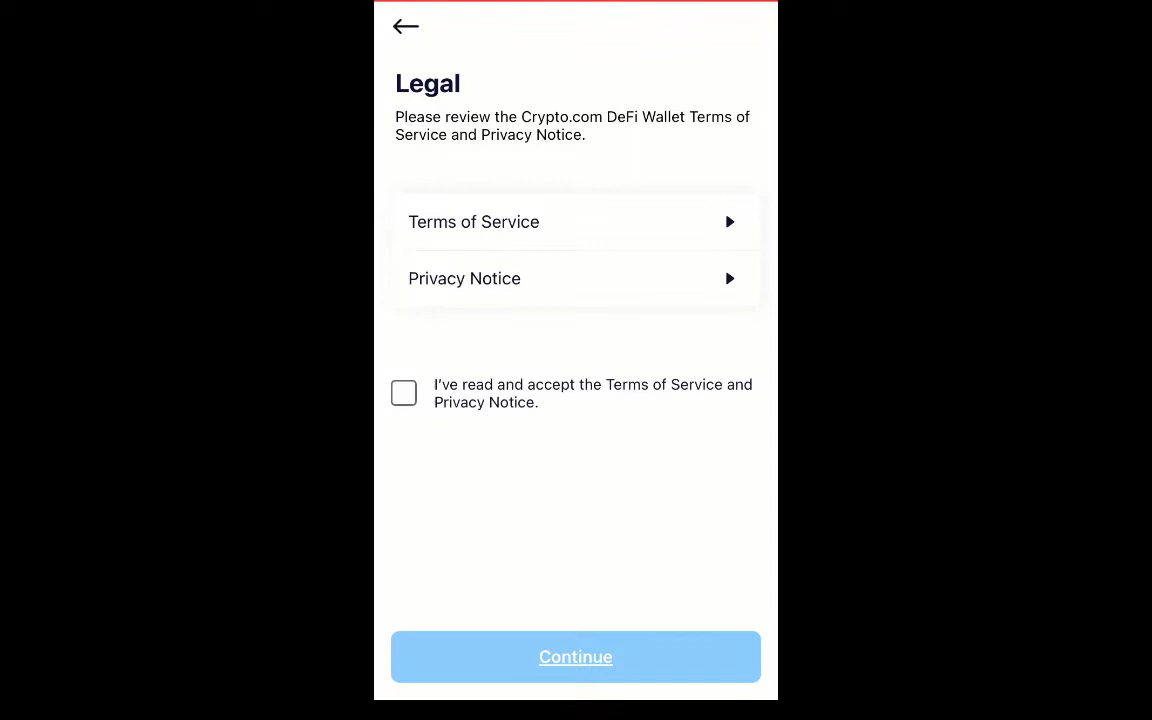 Legal
Please review the Crypto.com DeFi Wallet Terms of
Service and Privacy Notice.
Terms of Service
Privacy Notice
I've read and accept the Terms of Service and
Privacy Notice.
Continue